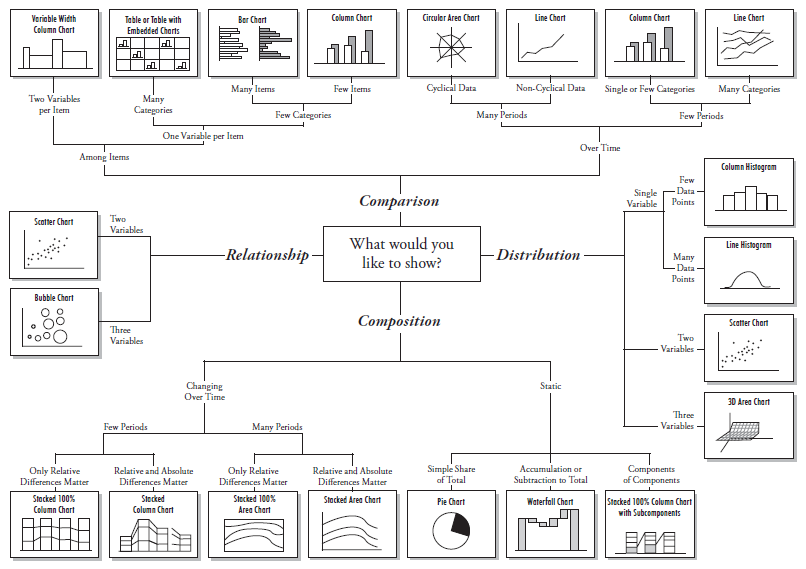 Variable Width
Column Chart
Table or Table with
Embedded Charts
Bar Chart
Column Chart
Circular Area Chart
Line Chart
Column Chart
Line Chart
Two Variables
per Item
Many
Categories
Many Items
Few Items
Cyclical Data
Non-Cyclical Data
Single or Few Categories
Many Categories
Few Categories
Many Periods
Few Periods
One Variable per Item
Among Items
Over Time
Comparison
What would you
like to show?
Relationship
Two
Variables
Scatter Chart
Three
Variables
Bubble Chart
Distribution
Single
Variable
Few
Data
Points
Column Histogram
Many
Data
Points
Line Histogram
Two
Variables
Scatter Chart
Three
Variables
3D Area Chart
Composition
Changing
Over Time
Static
Few Periods
Many Periods
Only Relative
Differences Matter
Relative and Absolute
Differences Matter
Only Relative
Differences Matter
Relative and Absolute
Differences Matter
Simple Share
of Total
Accumulation or
Subtraction to Total
Components
of Components
Stacked 100%
Column Chart
Stacked
Column Chart
Stacked 100%
Area Chart
Stacked Area Chart
Pie Chart
Waterfall Chart
Stacked 100% Column Chart
with Subcomponents